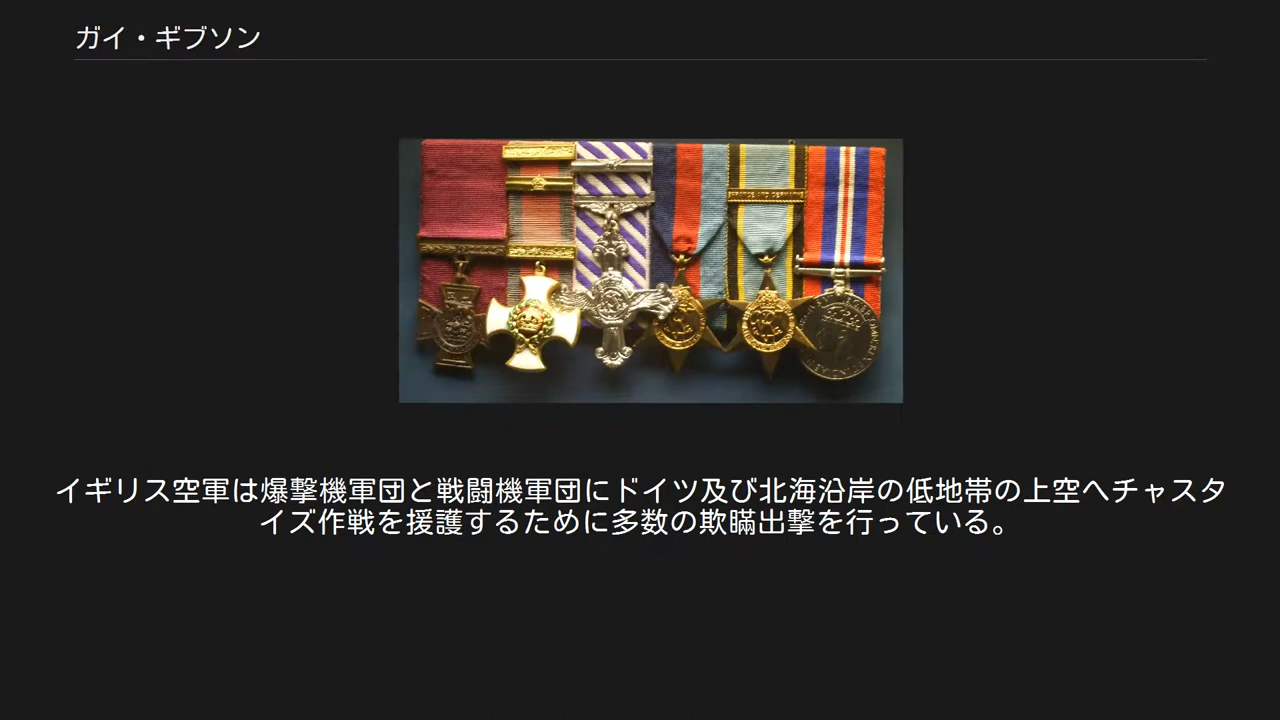 ガイ・ギブソン
イギリス空軍は爆撃機軍団と戦闘機軍団にドイツ及び北海沿岸の低地帯の上空へチャスタ
イズ作戦を援護するために多数の欺瞞出撃を行っている。